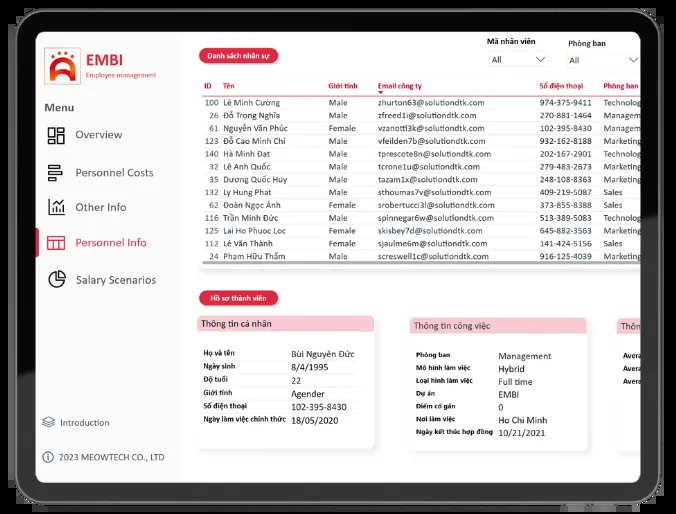 EMBI
Employee management
Menu
Overview
Personnel Costs
Other Info
Personnel Info
Salary Scenarios
Introduction
2023 MEOWTECH CO., LTD
Danh sách nhân sự
Mã nhân viên
Phòng ban
All
All
ID Tên Giới tính Email công ty Số điện thoại Phòng ban
100 Lê Minh Cường Male zhurton63@solutiondtk.com 974-375-9411 Technolog
26 Đỗ Trọng Nghĩa Male zfreed1i@solutiondtk.com 270-881-1464 Managem
61 Nguyễn Văn Phúc Female vzanotti3k@solutiondtk.com 102-395-8430 Managem
123 Đỗ Cao Minh Chí Male vfeilden7b@solutiondtk.com 932-162-8188 Marketing
140 Hà Minh Đạt Male tprescote8n@solutiondtk.com 202-167-2901 Technolog
32 Lê Anh Quốc Male tcrone1u@solutiondtk.com 279-483-2673 Marketing
35 Dương Quốc Huy Male tazam1x@solutiondtk.com 248-108-8363 Marketing
132 Ly Hung Phat Male sthoumas7v@solutiondtk.com 409-219-5087 Sales
62 Đoàn Ngọc Ánh Female srobertucci3l@solutiondtk.com 373-855-8388 Sales
116 Trần Minh Đức Male spinnegar6w@solutiondtk.com 513-389-5083 Technolog
125 Lai Ho Phuoc Loc Female skisbey7d@solutiondtk.com 645-882-3563 Marketing
112 Lê Văn Thành Female sjaulme6m@solutiondtk.com 141-424-5156 Sales
24 Phạm Hữu Thắm Male screswell1c@solutiondtk.com 916-125-4039 Marketing
Hồ sơ thành viên
Thông tin cá nhân
Họ và tên Bùi Nguyên Đức
Ngày sinh 8/4/1995
Độ tuổi 22
Giới tính Agender
Số điện thoại 102-395-8430
Ngày làm việc chính thức 18/05/2020
Thông tin công việc
Phòng ban Management
Mô hình làm việc Hybrid
Loại hình làm việc Full time
Dự án EMBI
Điểm cố gắn 0
Nơi làm việc Ho Chi Minh
Ngày kết thúc hợp đồng 10/21/2021
Thông
Avera
Avera
Avera